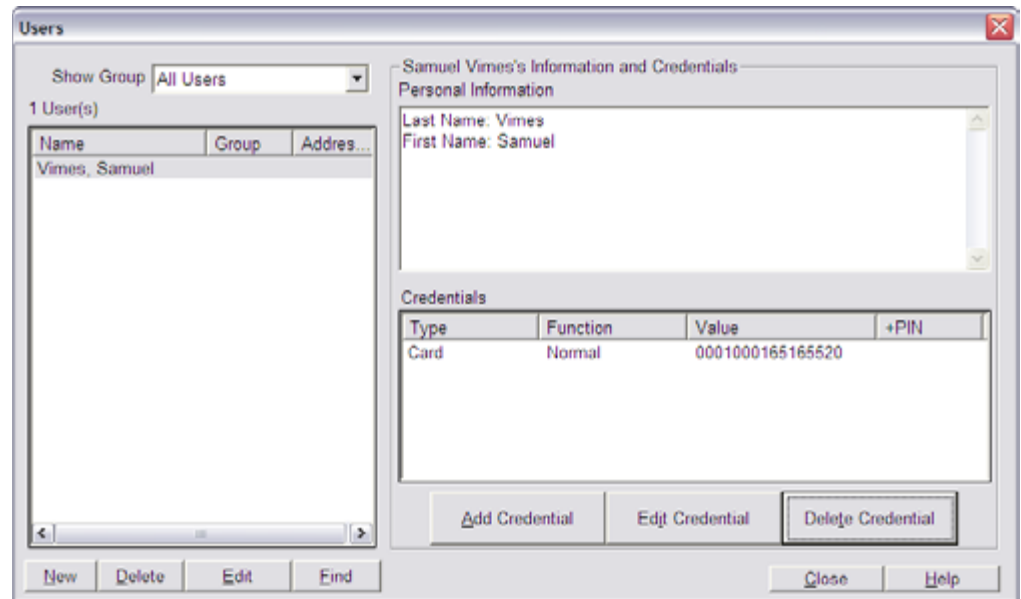 Users
Show Group All Users
1 User(s)
Name Group Addres...
Vimes, Samuel
New Delete Edit Find
Samuel Vimes's Information and Credentials
Personal Information
Last Name: Vimes
First Name: Samuel
Credentials
Type Function Value +PIN
Card Normal 0001000165165520
Add Credential Edit Credential Delete Credential
Close Help